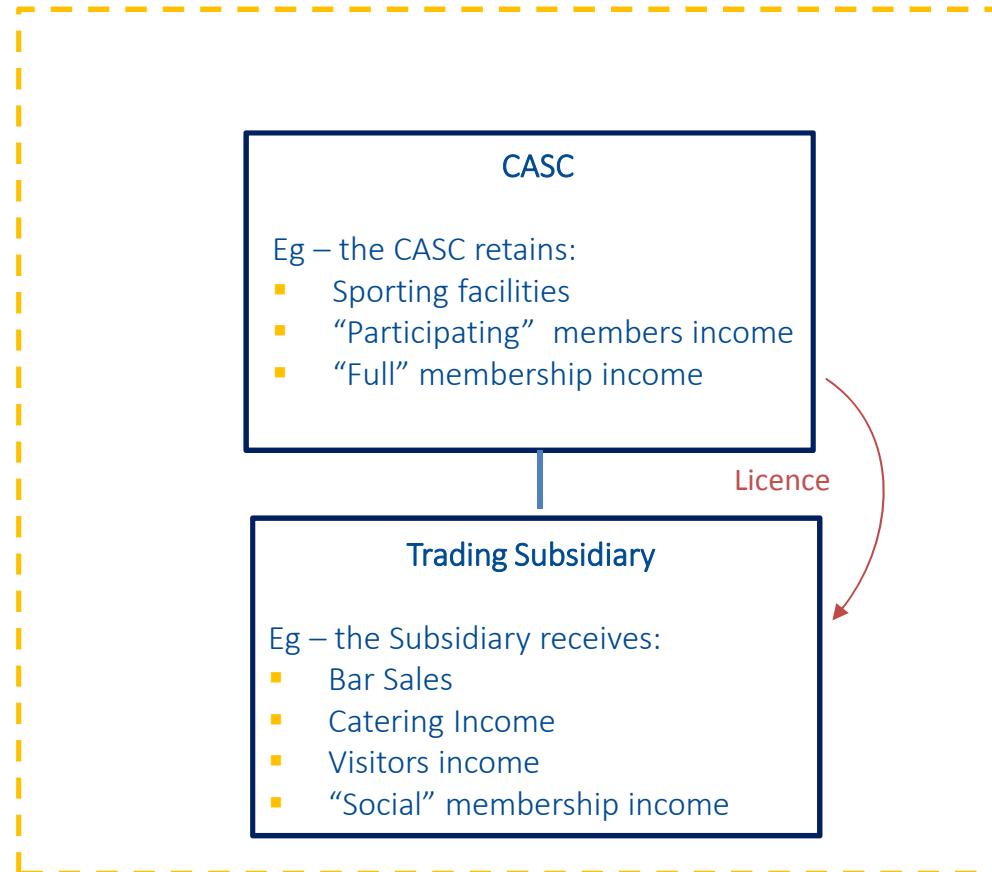 CASC
Eg – the CASC retains:
▪ Sporting facilities
▪ “Participating”  members income
▪ “Full” membership income
Licence
Trading Subsidiary
Eg – the Subsidiary receives:
▪ Bar Sales
▪ Catering Income
▪ Visitors income
▪ “Social” membership income